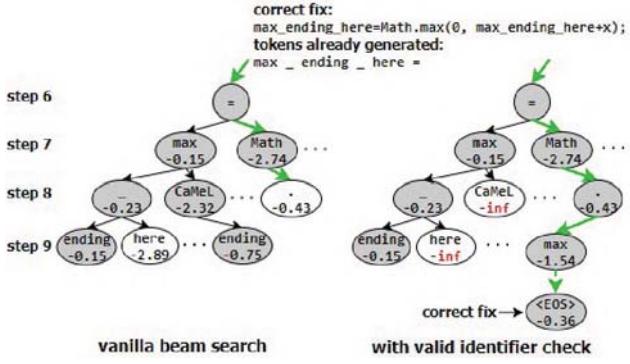 correct fix:
max_ending_here=Math.max(0, max_ending_here+x);
tokens already generated:
max _ ending _ here =
step 6
=
=
step 7
max
-0.15
Math
-2.74
...
max
-0.15
Math
-2.74
...
step 8
_
-0.23
CaMeL
-2.32
...
.
-0.43
_
-0.23
CaMeL
-inf
...
.
-0.43
step 9
ending
-0.15
here
-2.89
...
ending
-0.75
ending
-0.15
here
-inf
...
max
-1.54
correct fix
<EOS>
-0.36
vanilla beam search
with valid identifier check